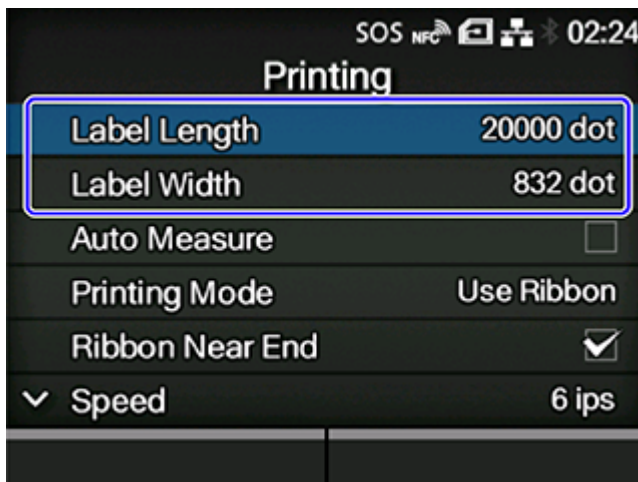 SOS NFC 02:24
Printing
Label Length 20000 dot
Label Width 832 dot
Auto Measure
Printing Mode Use Ribbon
Ribbon Near End
Speed 6 ips